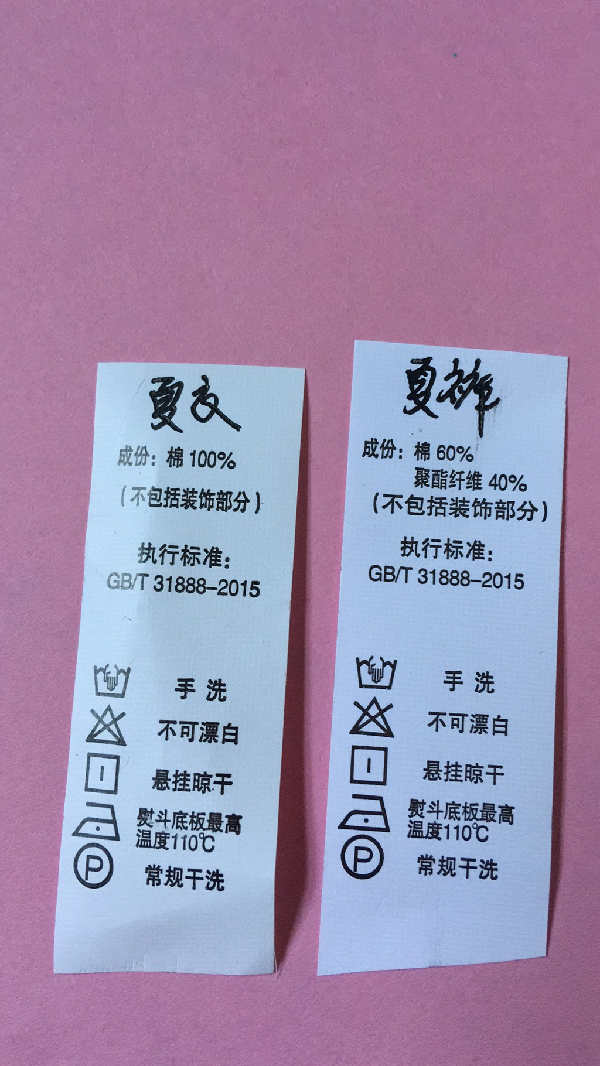 夏衣
成份：棉 100%
（不包括装饰部分）
执行标准：
GB/T 31888-2015
手 洗
不可漂白
悬挂晾干
熨斗底板最高
温度110℃
P
常规干洗
夏裤
成份：棉 60%
聚酯纤维 40%
（不包括装饰部分）
执行标准：
GB/T 31888-2015
手 洗
不可漂白
悬挂晾干
熨斗底板最高
温度110℃
P
常规干洗